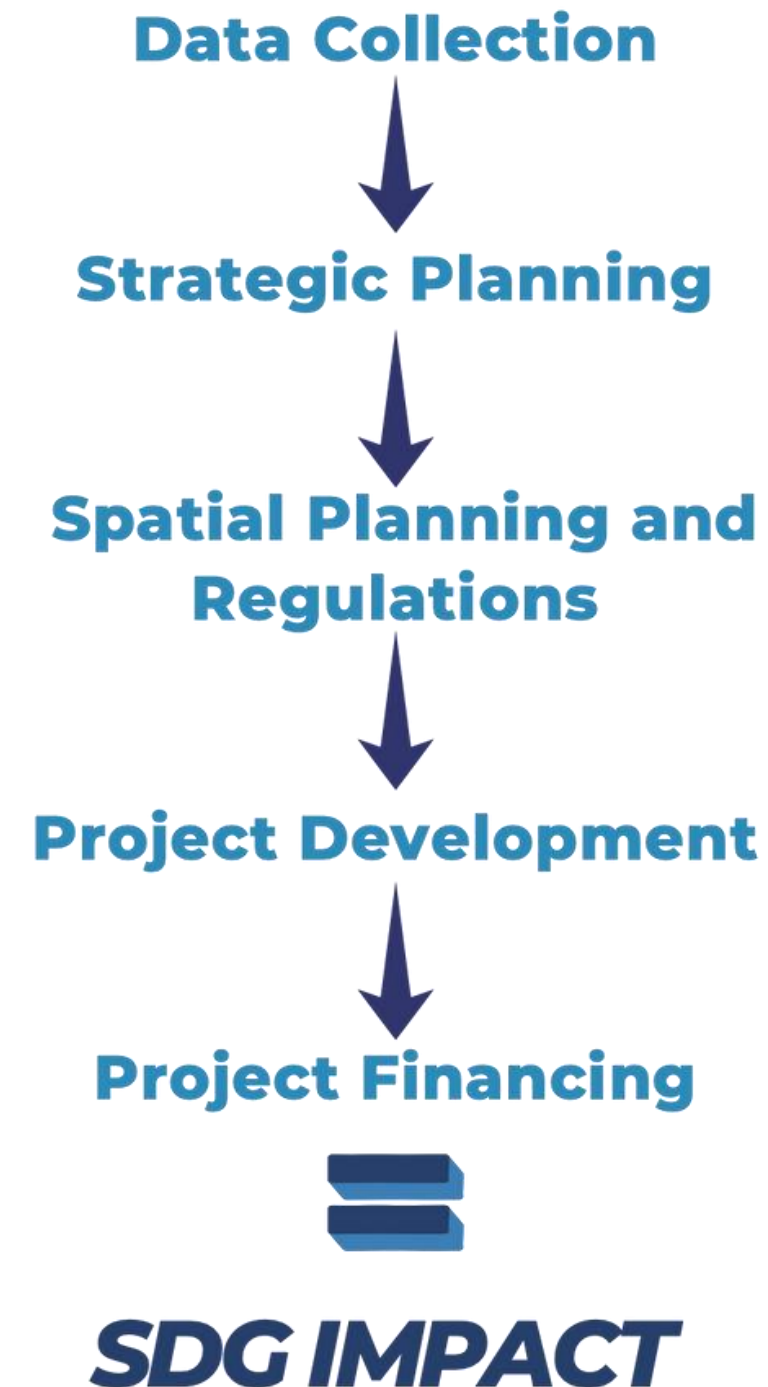 Data Collection
Strategic Planning
Spatial Planning and
Regulations
Project Development
Project Financing
SDG IMPACT